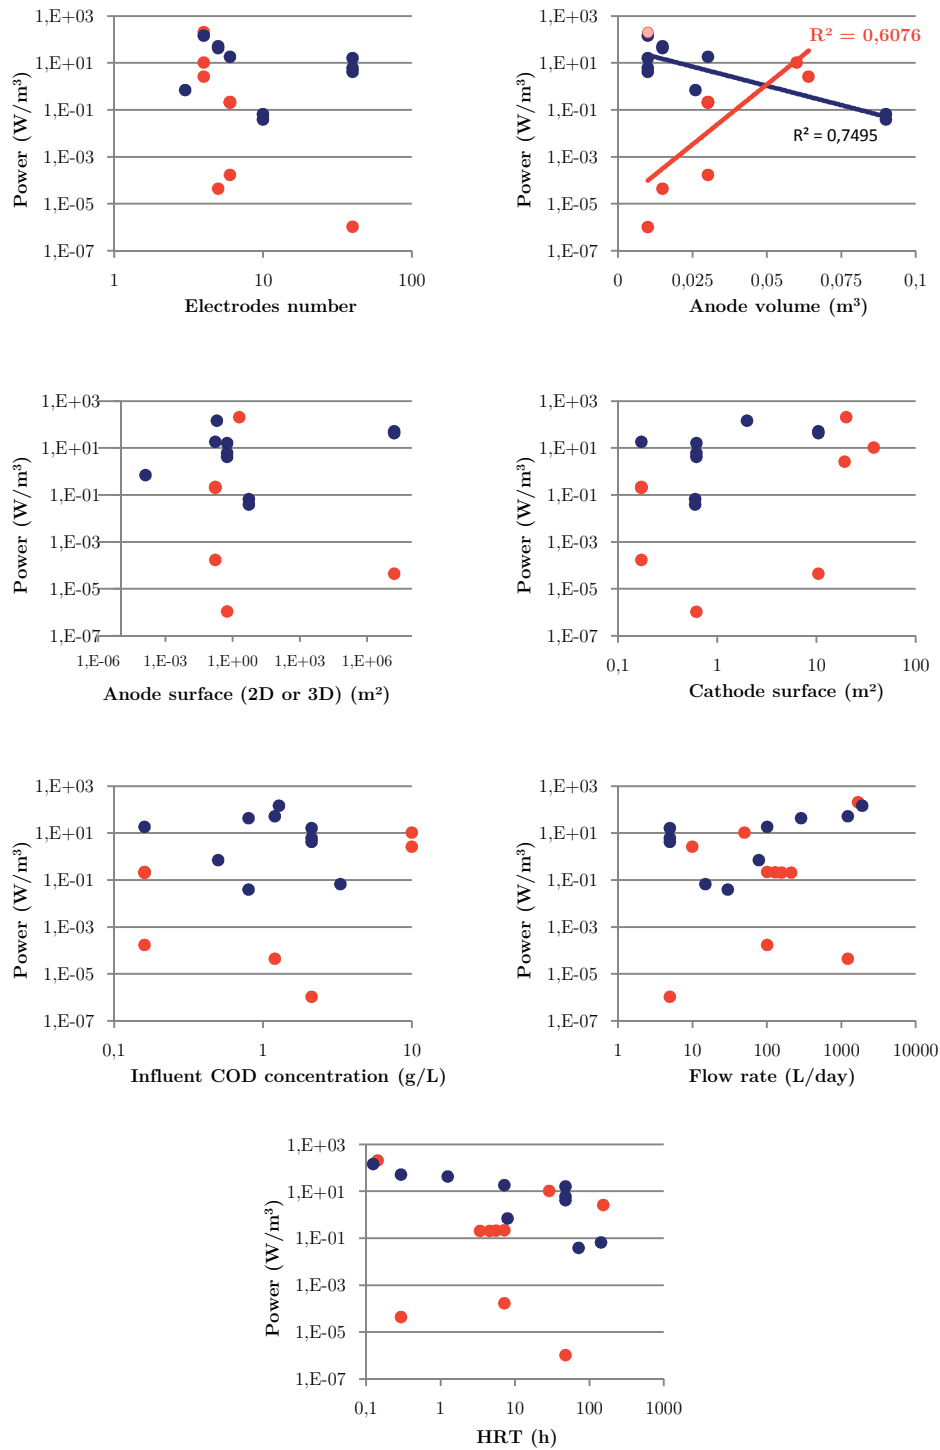 1,E+03
1,E+01
1,E-01
1,E-03
1,E-05
1,E-07
Power (W/m³)
1
10
100
Electrodes number
1,E+03
1,E+01
1,E-01
1,E-03
1,E-05
1,E-07
Power (W/m³)
R² = 0,6076
R² = 0,7495
0
0,025
0,05
0,075
0,1
Anode volume (m³)
1,E+03
1,E+01
1,E-01
1,E-03
1,E-05
1,E-07
Power (W/m³)
1,E-06
1,E-03
1,E+00
1,E+03
1,E+06
Anode surface (2D or 3D) (m²)
1,E+03
1,E+01
1,E-01
1,E-03
1,E-05
1,E-07
Power (W/m³)
0,1
1
10
100
Cathode surface (m²)
1,E+03
1,E+01
1,E-01
1,E-03
1,E-05
1,E-07
Power (W/m³)
0,1
1
10
Influent COD concentration (g/L)
1,E+03
1,E+01
1,E-01
1,E-03
1,E-05
1,E-07
Power (W/m³)
1
10
100
1000
10000
Flow rate (L/day)
1,E+03
1,E+01
1,E-01
1,E-03
1,E-05
1,E-07
Power (W/m³)
0,1
1
10
100
1000
HRT (h)